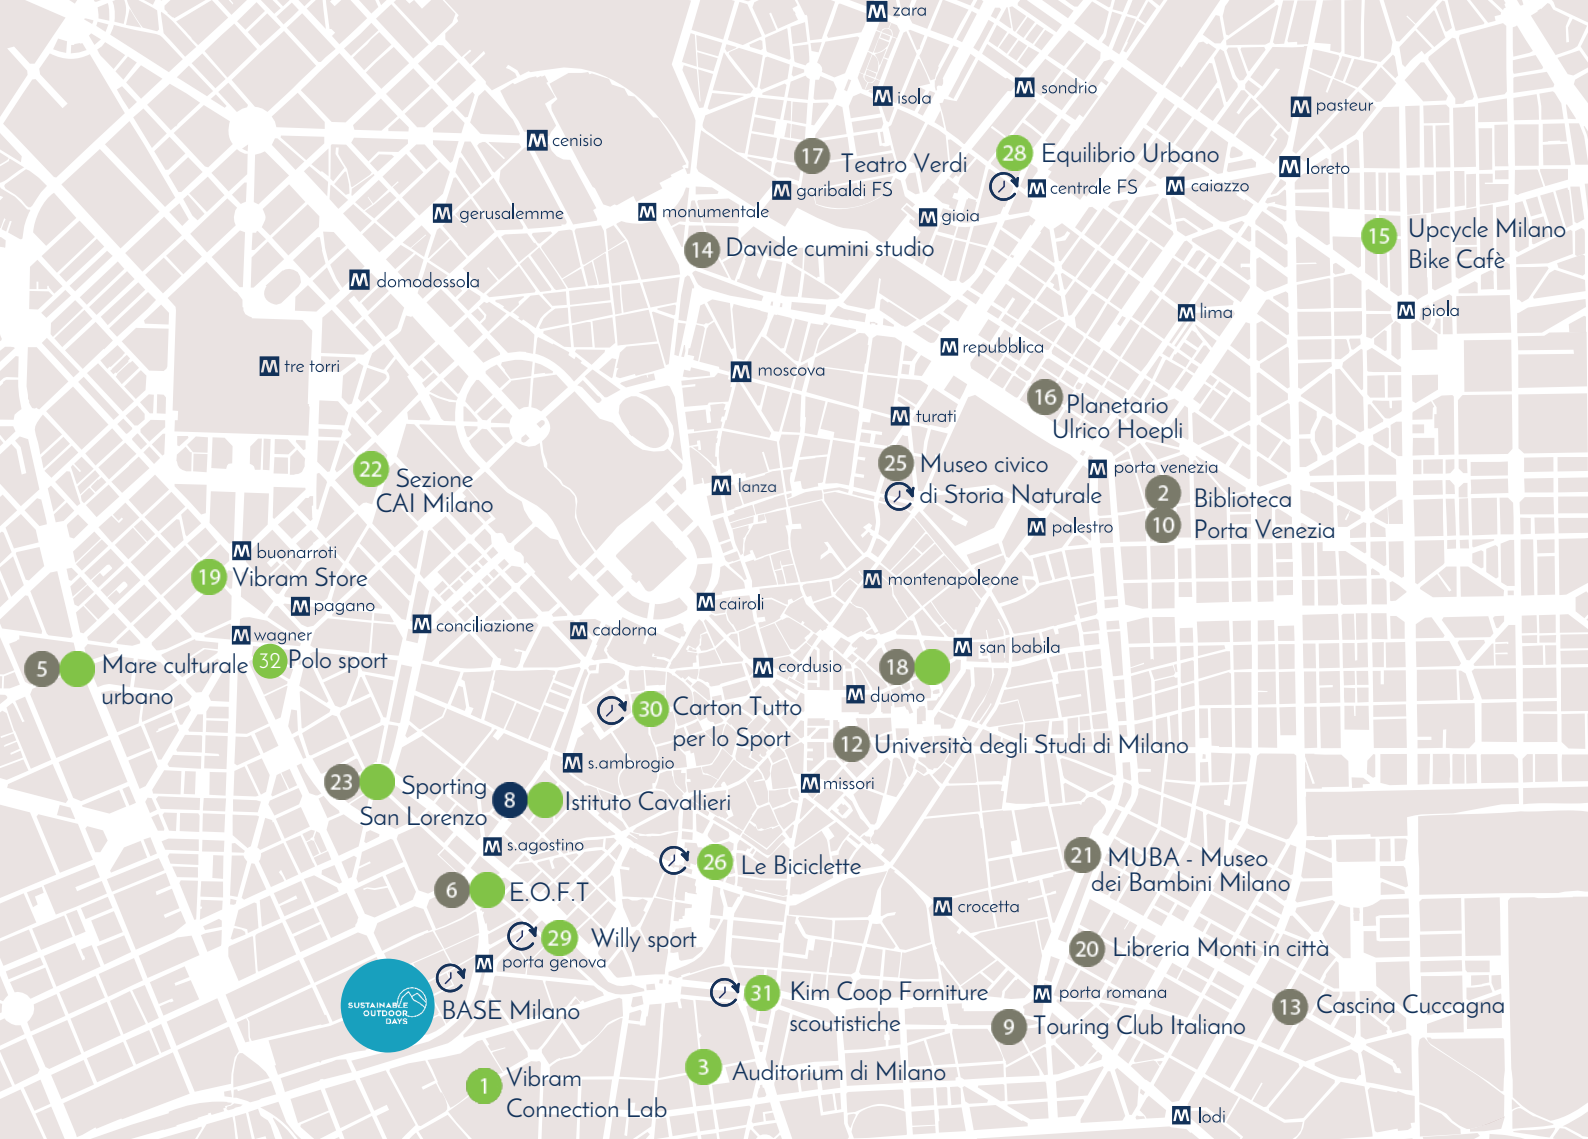 M zara
M isola
M sondrio
M pasteur
M cenisio
17 Teatro Verdi
28 Equilibrio Urbano
M loreto
M garibaldi FS
M centrale FS
M caiazzo
M gerusalemme
M monumentale
M gioia
14 Davide cumini studio
15 Upcycle Milano
Bike Cafè
M domodossola
M lima
M piola
M repubblica
M tre torri
M moscova
16 Planetario
Ulrico Hoepli
M turati
22 Sezione
CAI Milano
M lanza
25 Museo civico
di Storia Naturale
M porta venezia
2 Biblioteca
10 Porta Venezia
M palestro
M buonarroti
19 Vibram Store
M pagano
M montenapoleone
M cairoli
M conciliazione
M cadorna
M wagner
5 Mare culturale
urbano
32 Polo sport
M cordusio
18
M san babila
M duomo
30 Carton Tutto
per lo Sport
12 Università degli Studi di Milano
M s.ambrogio
M missori
23 Sporting
San Lorenzo
8 Istituto Cavallieri
M s.agostino
26 Le Biciclette
21 MUBA - Museo
dei Bambini Milano
6 E.O.F.T
M crocetta
29 Willy sport
20 Libreria Monti in città
M porta genova
SUSTAINABLE
OUTDOOR
DAYS
BASE Milano
31 Kim Coop Forniture
scoutistiche
M porta romana
9 Touring Club Italiano
13 Cascina Cuccagna
3 Auditorium di Milano
1 Vibram
Connection Lab
M lodi